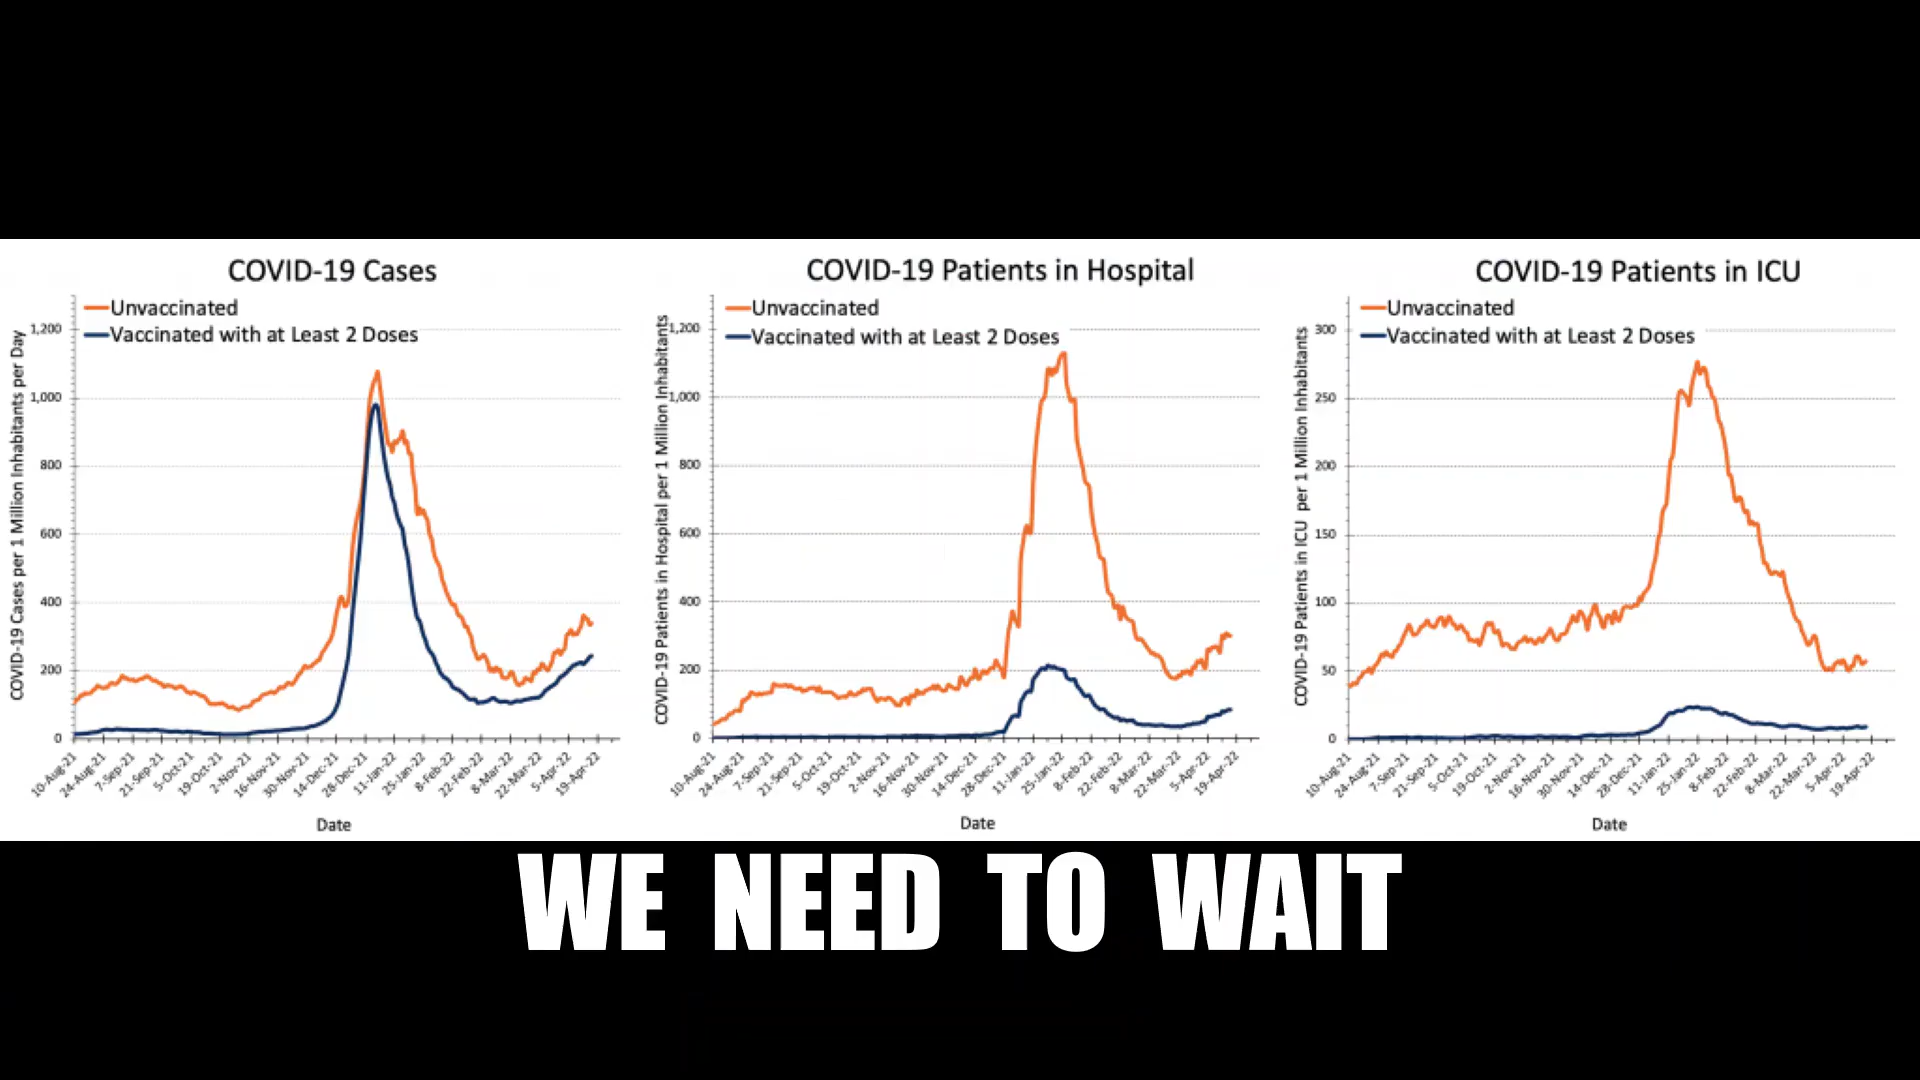 COVID-19 Cases
Unvaccinated
Vaccinated with at Least 2 Doses
COVID-19 Cases per 1 Million Inhabitants per Day
1,200
1,000
800
600
400
200
0
10-Aug-21
24-Aug-21
7-Sep-21
21-Sep-21
5-Oct-21
19-Oct-21
2-Nov-21
16-Nov-21
30-Nov-21
14-Dec-21
28-Dec-21
11-Jan-22
25-Jan-22
8-Feb-22
22-Feb-22
8-Mar-22
22-Mar-22
5-Apr-22
19-Apr-22
Date
COVID-19 Patients in Hospital
Unvaccinated
Vaccinated with at Least 2 Doses
COVID-19 Patients in Hospital per 1 Million Inhabitants
1,200
1,000
800
600
400
200
0
10-Aug-21
24-Aug-21
7-Sep-21
21-Sep-21
5-Oct-21
19-Oct-21
2-Nov-21
16-Nov-21
30-Nov-21
14-Dec-21
28-Dec-21
11-Jan-22
25-Jan-22
8-Feb-22
22-Feb-22
8-Mar-22
22-Mar-22
5-Apr-22
19-Apr-22
Date
COVID-19 Patients in ICU
Unvaccinated
Vaccinated with at Least 2 Doses
COVID-19 Patients in ICU per 1 Million Inhabitants
300
250
200
150
100
50
0
10-Aug-21
24-Aug-21
7-Sep-21
21-Sep-21
5-Oct-21
19-Oct-21
2-Nov-21
16-Nov-21
30-Nov-21
14-Dec-21
28-Dec-21
11-Jan-22
25-Jan-22
8-Feb-22
22-Feb-22
8-Mar-22
22-Mar-22
5-Apr-22
19-Apr-22
Date
WE NEED TO WAIT